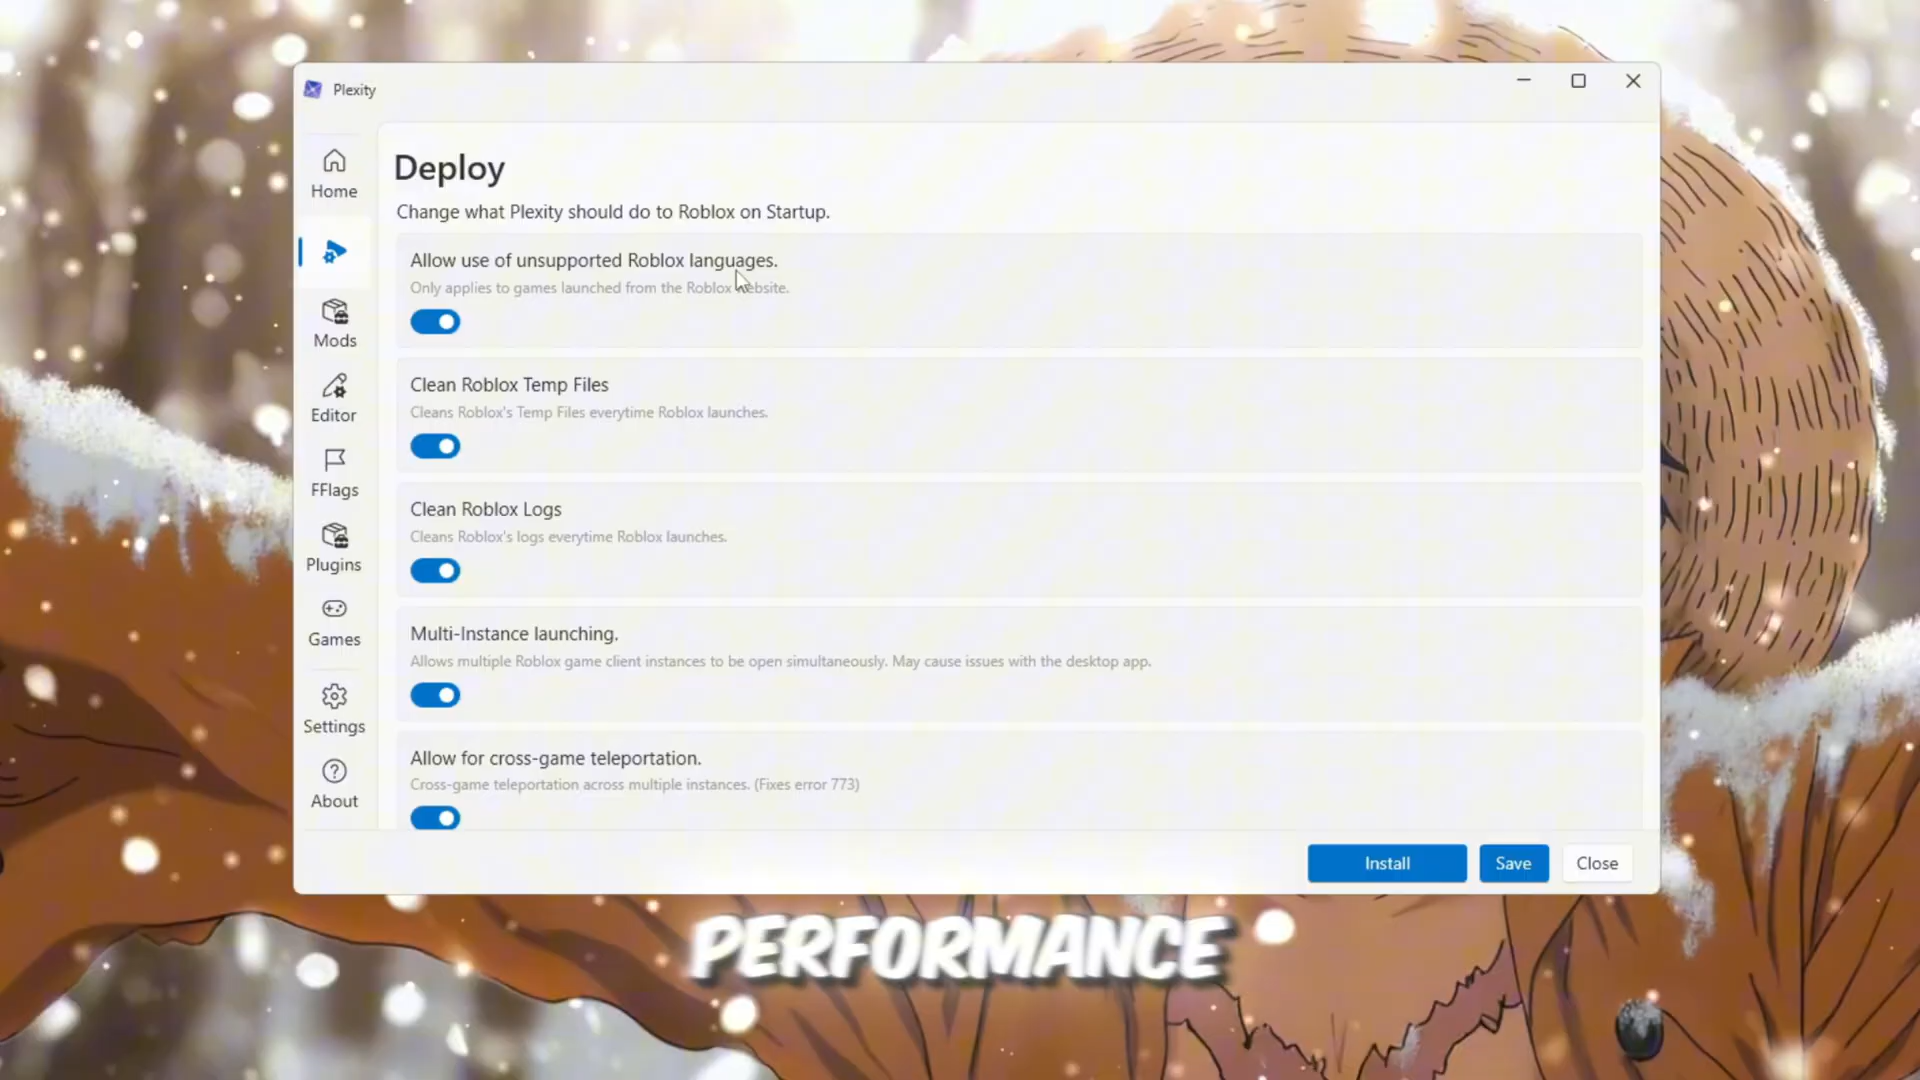 Plexity
Home
Mods
Editor
FFlags
Plugins
Games
Settings
About
Deploy
Change what Plexity should do to Roblox on Startup.
Allow use of unsupported Roblox languages.
Only applies to games launched from the Roblox website.
Clean Roblox Temp Files
Cleans Roblox's Temp Files everytime Roblox launches.
Clean Roblox Logs
Cleans Roblox's logs everytime Roblox launches.
Multi-Instance launching.
Allows multiple Roblox game client instances to be open simultaneously. May cause issues with the desktop app.
Allow for cross-game teleportation.
Cross-game teleportation across multiple instances. (Fixes error 773)
Install
Save
Close
PERFORMANCE